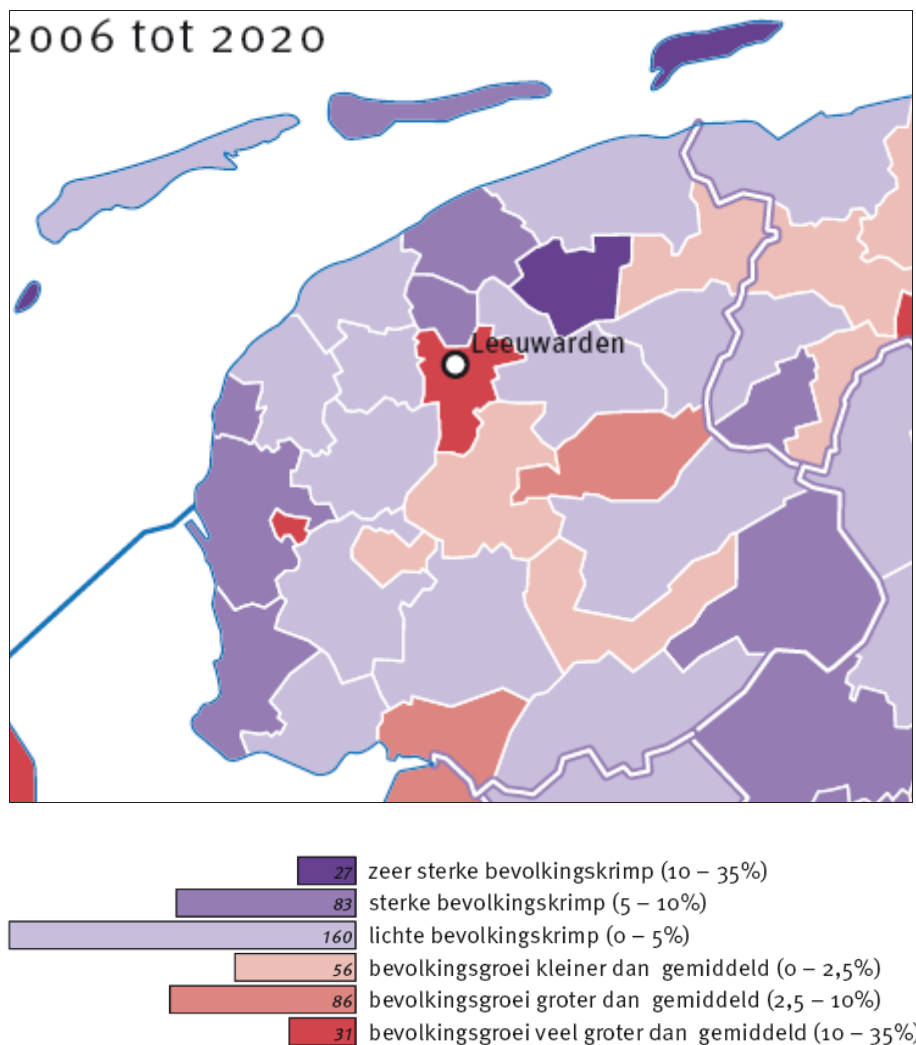 2006 tot 2020
Leeuwarden
27 zeer sterke bevolkingskrimp (10 – 35%)
83 sterke bevolkingskrimp (5 – 10%)
160 lichte bevolkingskrimp (0 – 5%)
56 bevolkingsgroei kleiner dan gemiddeld (0 – 2,5%)
86 bevolkingsgroei groter dan gemiddeld (2,5 – 10%)
31 bevolkingsgroei veel groter dan gemiddeld (10 – 35%)